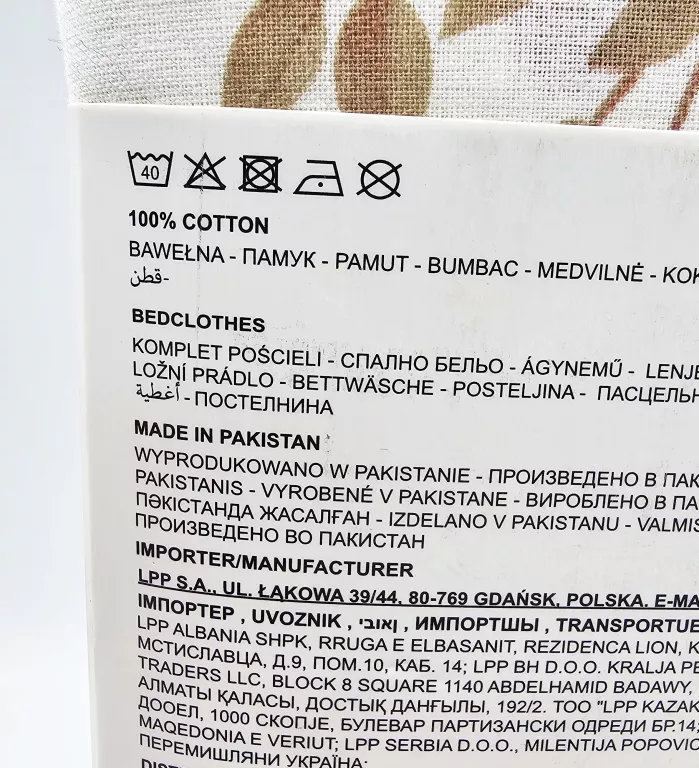 40
100% COTTON
BAWEŁNA - ПАМУК - PAMUT - BUMBAC - MEDVILNĖ -
قطن-
BEDCLOTHES
KOMPLET POŚCIELI - СПАЛНО БЕЛЬО - ÁGYNEMŰ -
LOŽNÍ PRÁDLO - BETTWÄSCHE - POSTELJINA -
أغطية - ПОСТЕЛНИНА
MADE IN PAKISTAN
WYPRODUKOWANO W PAKISTANIE - ПРОИЗВЕДЕНО В
PAKISTANIS - VYROBENÉ V PAKISTANE - ВИРОБЛЕНО В
ПӘКІСТАНДА ЖАСАЛҒАН - IZDELANO V PAKISTANU -
ПРОИЗВЕДЕНО ВО ПАКИСТАН
IMPORTER/MANUFACTURER
LPP S.A., UL. ŁĄKOWA 39/44, 80-769 GDAŃSK, POLSKA.
ІМПОРТЕР , UVOZNIK , יבואן , ИМПОРТШЫ ,
LPP ALBANIA SHPK, RRUGA E ELBASANIT, REZIDENCA LION,
МСТИСЛАВЦА, Д.9, ПОМ.10, КАБ. 14; LPP BH D.O.O. KRALJA
TRADERS LLC, BLOCK 8 SQUARE 1140 ABDELHAMID BADAWY,
АЛМАТЫ ҚАЛАСЫ, ДОСТЫҚ ДАНҒЫЛЫ, 192/2. ТОО "LPP
ДООЕЛ, 1000 СКОПЈЕ, БУЛЕВАР ПАРТИЗАНСКИ ОДРЕДИ БР.14;
MAQEDONIA E VERIUT; LPP SERBIA D.O.O., MILENTIJA
ПЕРЕМИШЛЯНИ УКРАЇНА;